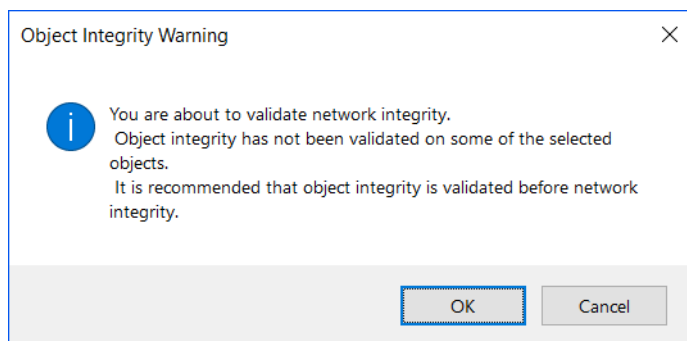 Object Integrity Warning
You are about to validate network integrity.
Object integrity has not been validated on some of the selected
objects.
It is recommended that object integrity is validated before network
integrity.
OK
Cancel